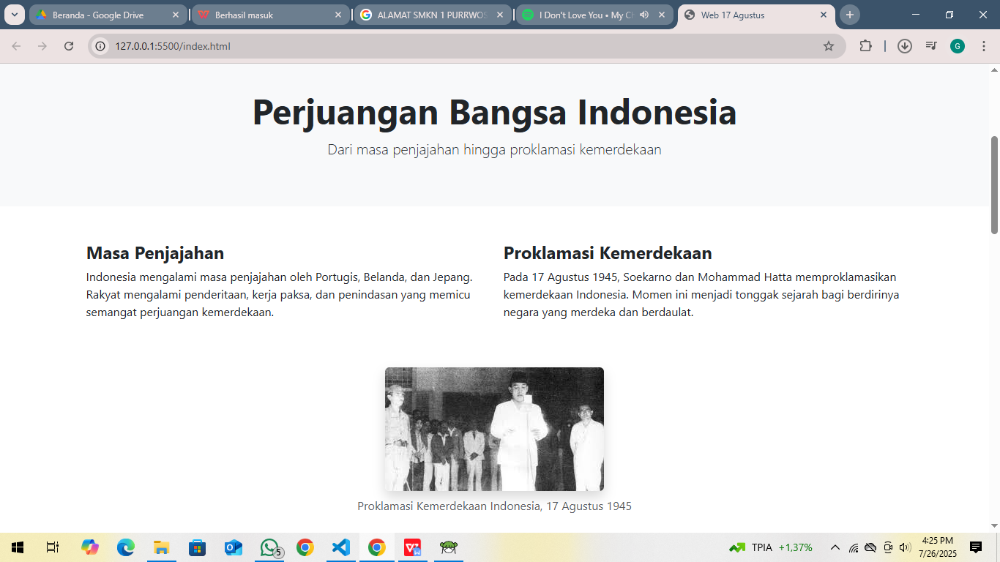 Beranda - Google Drive
Berhasil masuk
ALAMAT SMKN 1 PURRWOS
I Don't Love You • My Ch
Web 17 Agustus
127.0.0.1:5500/index.html
G
Perjuangan Bangsa Indonesia
Dari masa penjajahan hingga proklamasi kemerdekaan
Masa Penjajahan
Indonesia mengalami masa penjajahan oleh Portugis, Belanda, dan Jepang.
Rakyat mengalami penderitaan, kerja paksa, dan penindasan yang memicu
semangat perjuangan kemerdekaan.
Proklamasi Kemerdekaan
Pada 17 Agustus 1945, Soekarno dan Mohammad Hatta memproklamasikan
kemerdekaan Indonesia. Momen ini menjadi tonggak sejarah bagi berdirinya
negara yang merdeka dan berdaulat.
Proklamasi Kemerdekaan Indonesia, 17 Agustus 1945
5
TPIA +1,37%
4:25 PM
7/26/2025